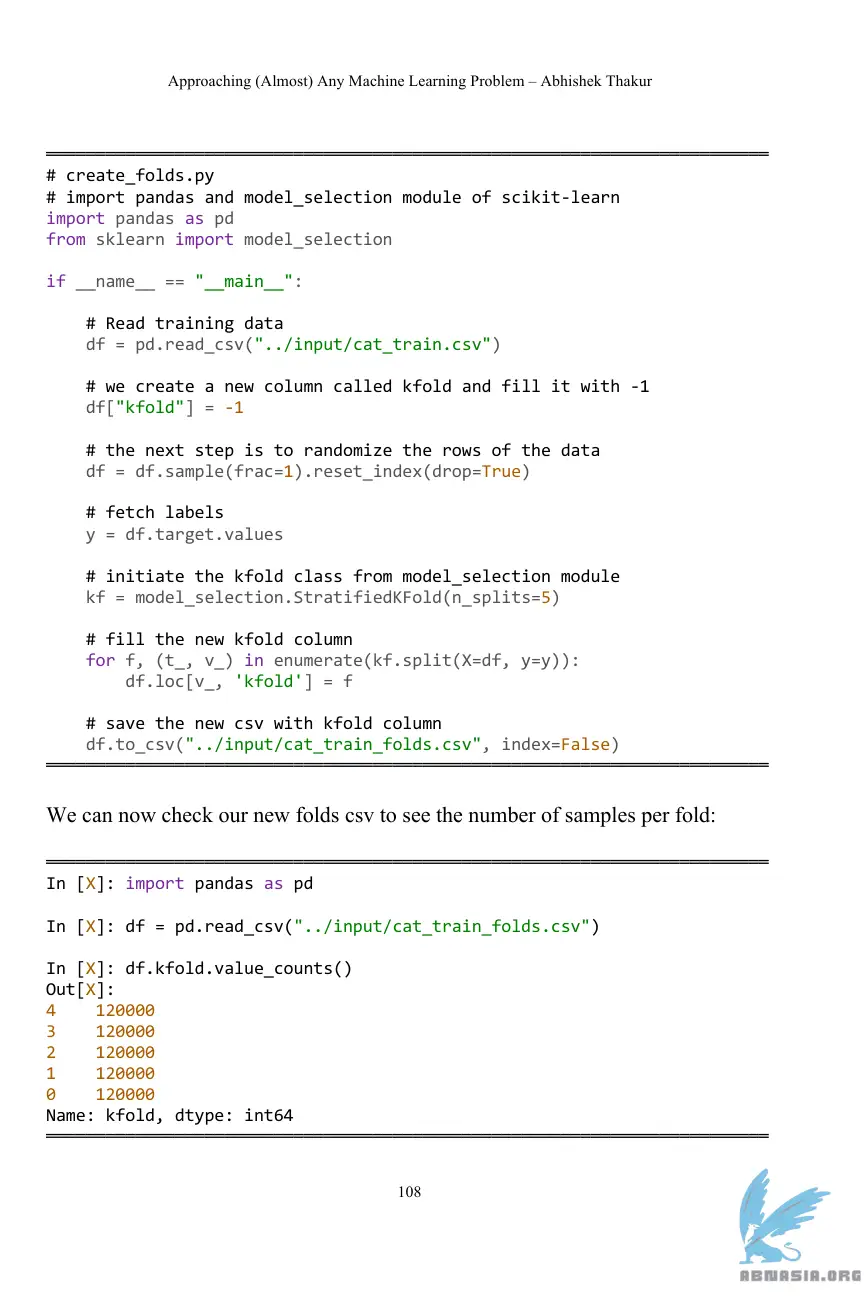 Approaching (Almost) Any Machine Learning Problem – Abhishek Thakur
# create_folds.py
# import pandas and model_selection module of scikit-learn
import pandas as pd
from sklearn import model_selection
if __name__ == "__main__":
    # Read training data
    df = pd.read_csv("../input/cat_train.csv")
    # we create a new column called kfold and fill it with -1
    df["kfold"] = -1
    # the next step is to randomize the rows of the data
    df = df.sample(frac=1).reset_index(drop=True)
    # fetch labels
    y = df.target.values
    # initiate the kfold class from model_selection module
    kf = model_selection.StratifiedKFold(n_splits=5)
    # fill the new kfold column
    for f, (t_, v_) in enumerate(kf.split(X=df, y=y)):
        df.loc[v_, 'kfold'] = f
    # save the new csv with kfold column
    df.to_csv("../input/cat_train_folds.csv", index=False)
We can now check our new folds csv to see the number of samples per fold:
In [X]: import pandas as pd
In [X]: df = pd.read_csv("../input/cat_train_folds.csv")
In [X]: df.kfold.value_counts()
Out[X]:
4    120000
3    120000
2    120000
1    120000
0    120000
Name: kfold, dtype: int64
108
ABNASIA.ORG